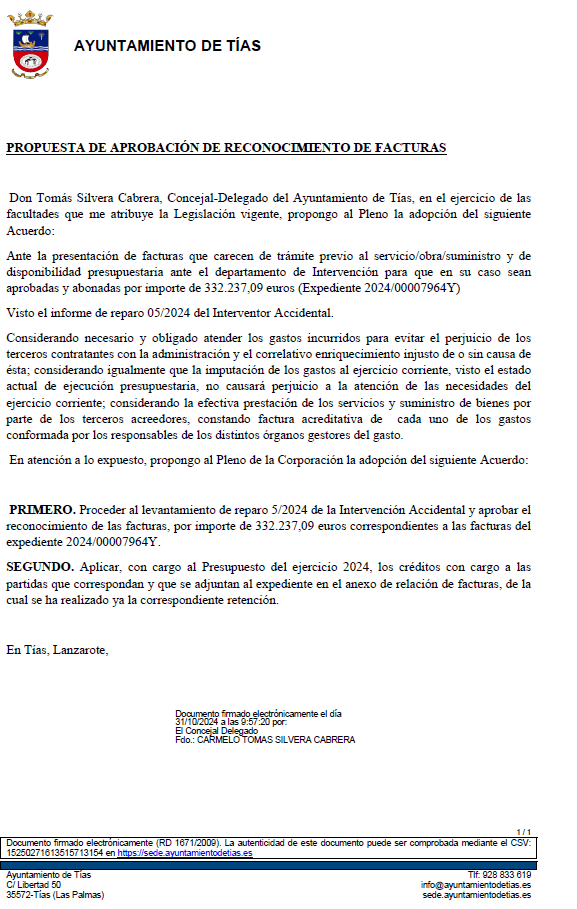 AYUNTAMIENTO DE TÍAS
PROPUESTA DE APROBACIÓN DE RECONOCIMIENTO DE FACTURAS
Don Tomás Silvera Cabrera, Concejal-Delegado del Ayuntamiento de Tías, en el ejercicio de las
facultades que me atribuye la Legislación vigente, propongo al Pleno la adopción del siguiente
Acuerdo:
Ante la presentación de facturas que carecen de trámite previo al servicio/obra/suministro y de
disponibilidad presupuestaria ante el departamento de Intervención para que en su caso sean
aprobadas y abonadas por importe de 332.237,09 euros (Expediente 2024/00007964Y)
Visto el informe de reparo 05/2024 del Interventor Accidental.
Considerando necesario y obligado atender los gastos incurridos para evitar el perjuicio de los
terceros contratantes con la administración y el correlativo enriquecimiento injusto de o sin causa de
ésta; considerando igualmente que la imputación de los gastos al ejercicio corriente, visto el estado
actual de ejecución presupuestaria, no causará perjuicio a la atención de las necesidades del
ejercicio corriente; considerando la efectiva prestación de los servicios y suministro de bienes por
parte de los terceros acreedores, constando factura acreditativa de cada uno de los gastos
conformada por los responsables de los distintos órganos gestores del gasto.
En atención a lo expuesto, propongo al Pleno de la Corporación la adopción del siguiente Acuerdo:
PRIMERO. Proceder al levantamiento de reparo 5/2024 de la Intervención Accidental y aprobar el
reconocimiento de las facturas, por importe de 332.237,09 euros correspondientes a las facturas del
expediente 2024/00007964Y.
SEGUNDO. Aplicar, con cargo al Presupuesto del ejercicio 2024, los créditos con cargo a las
partidas que correspondan y que se adjuntan al expediente en el anexo de relación de facturas, de la
cual se ha realizado ya la correspondiente retención.
En Tías, Lanzarote,
Documento firmado electrónicamente el día
31/10/2024 a las 9:57:20 por:
El Concejal Delegado
Fdo.: CARMELO TOMAS SILVERA CABRERA
1 / 1
Documento firmado electrónicamente (RD 1671/2009). La autenticidad de este documento puede ser comprobada mediante el CSV:
15250271613515713154 en https://sede.ayuntamientodetias.es
Ayuntamiento de Tías
C/ Libertad 50
35572-Tías (Las Palmas)
Tlf: 928 833 619
info@ayuntamientodetias.es
sede.ayuntamientodetias.es